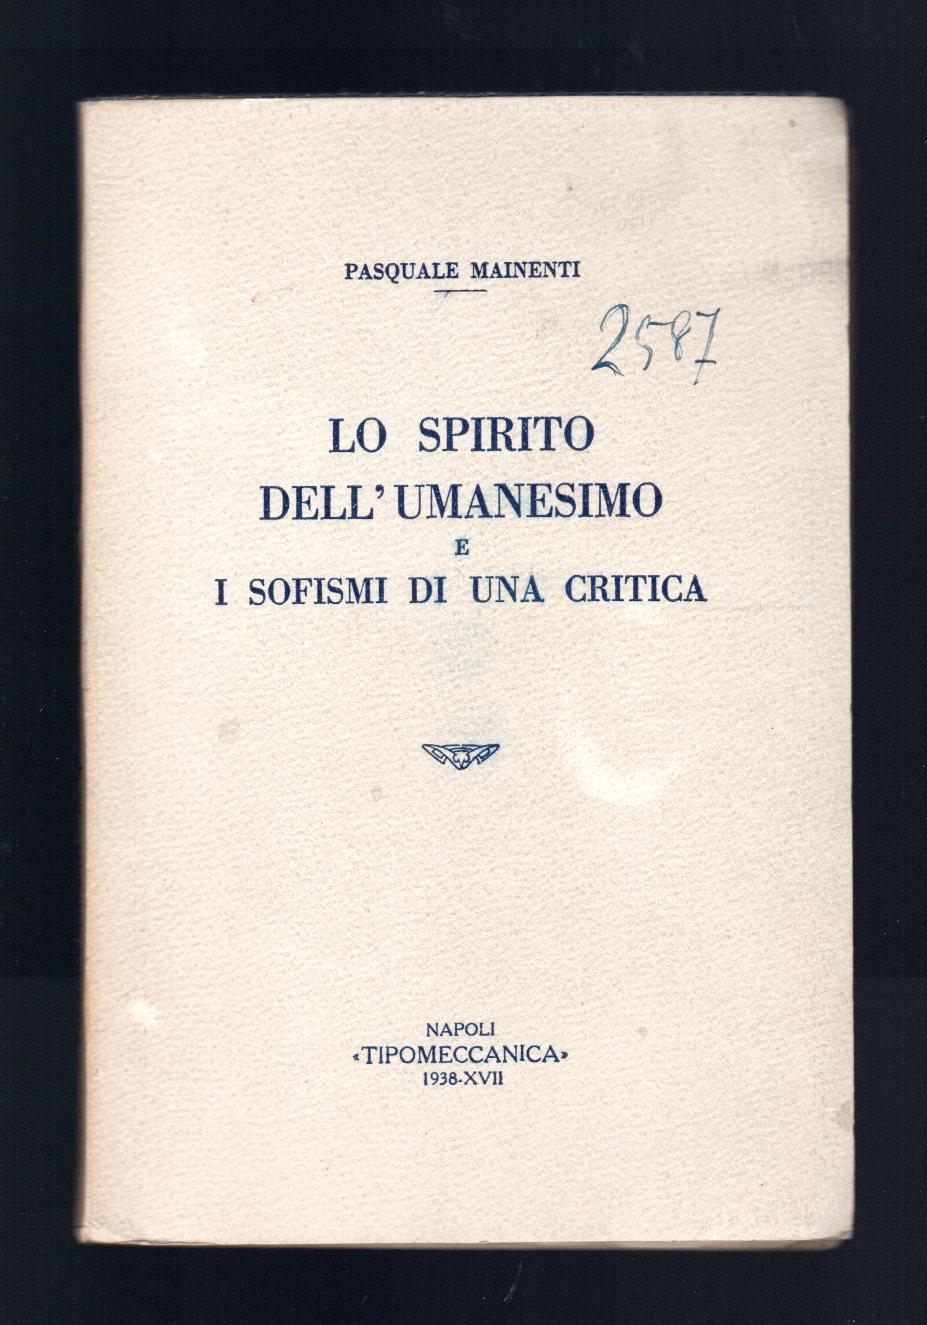 PASQUALE MAINENTI
2587
LO SPIRITO
DELL'UMANESIMO
E
I SOFISMI DI UNA CRITICA
NAPOLI
«TIPOMECCANICA»
1938-XVII